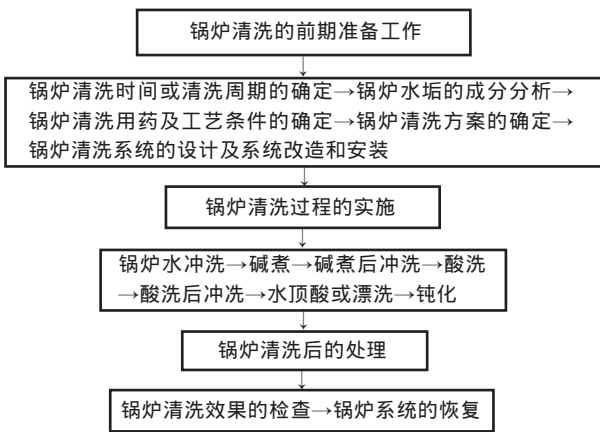 锅炉清洗的前期准备工作
锅炉清洗时间或清洗周期的确定→锅炉水垢的成分分析→
锅炉清洗用药及工艺条件的确定→锅炉清洗方案的确定→
锅炉清洗系统的设计及系统改造和安装
锅炉清洗过程的实施
锅炉水冲洗→碱煮→碱煮后冲洗→酸洗
→酸洗后冲冼→水顶酸或漂洗→钝化
锅炉清洗后的处理
锅炉清洗效果的检查→锅炉系统的恢复